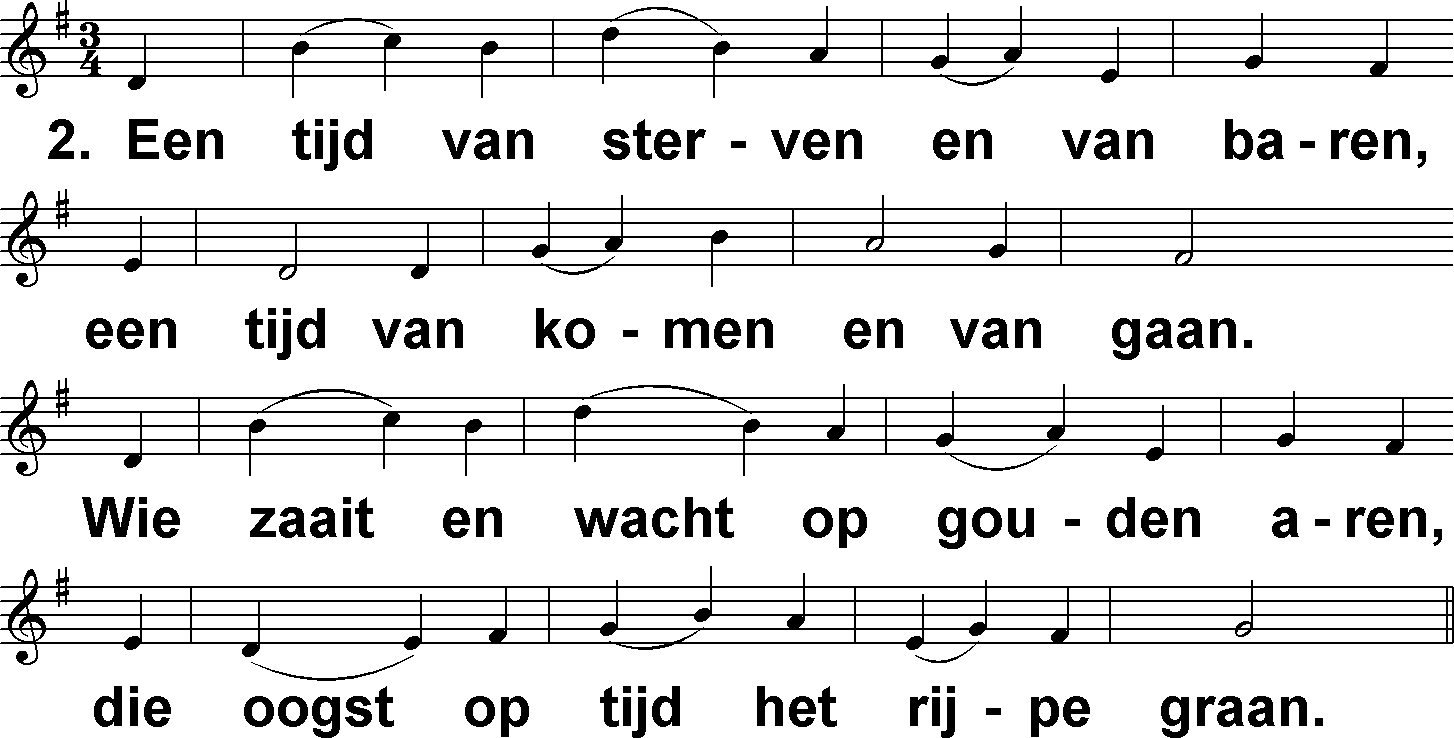 2. Een tijd van ster - ven en van ba - ren,
een tijd van ko - men en van gaan.
Wie zaait en wacht op gou - den a - ren,
die oogst op tijd het rij - pe graan.